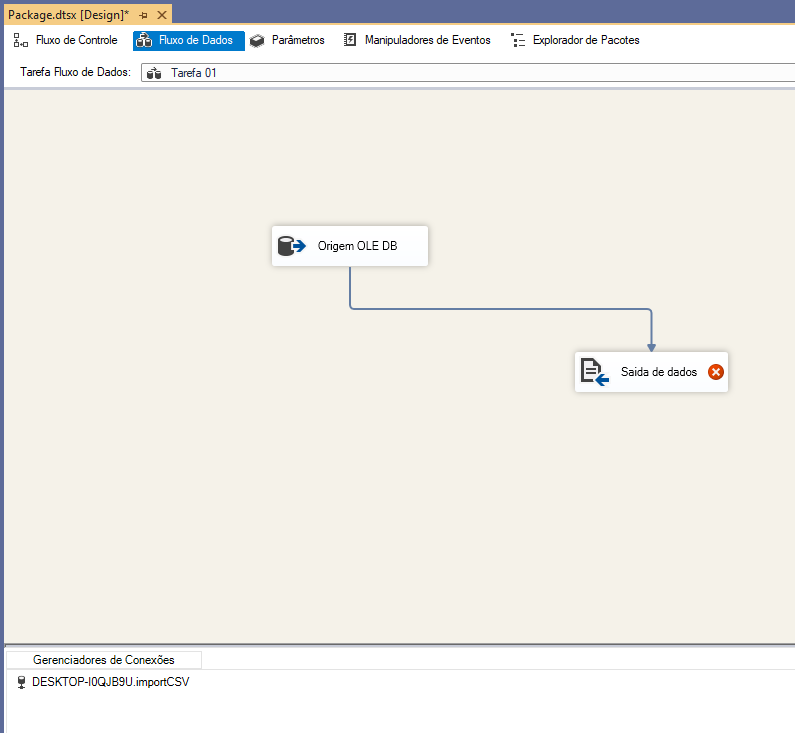 Package.dtsx [Design]*
Fluxo de Controle Fluxo de Dados Parâmetros Manipuladores de Eventos Explorador de Pacotes
Tarefa Fluxo de Dados: Tarefa 01
Origem OLE DB
Saida de dados
Gerenciadores de Conexões
DESKTOP-I0QJB9U.importCSV